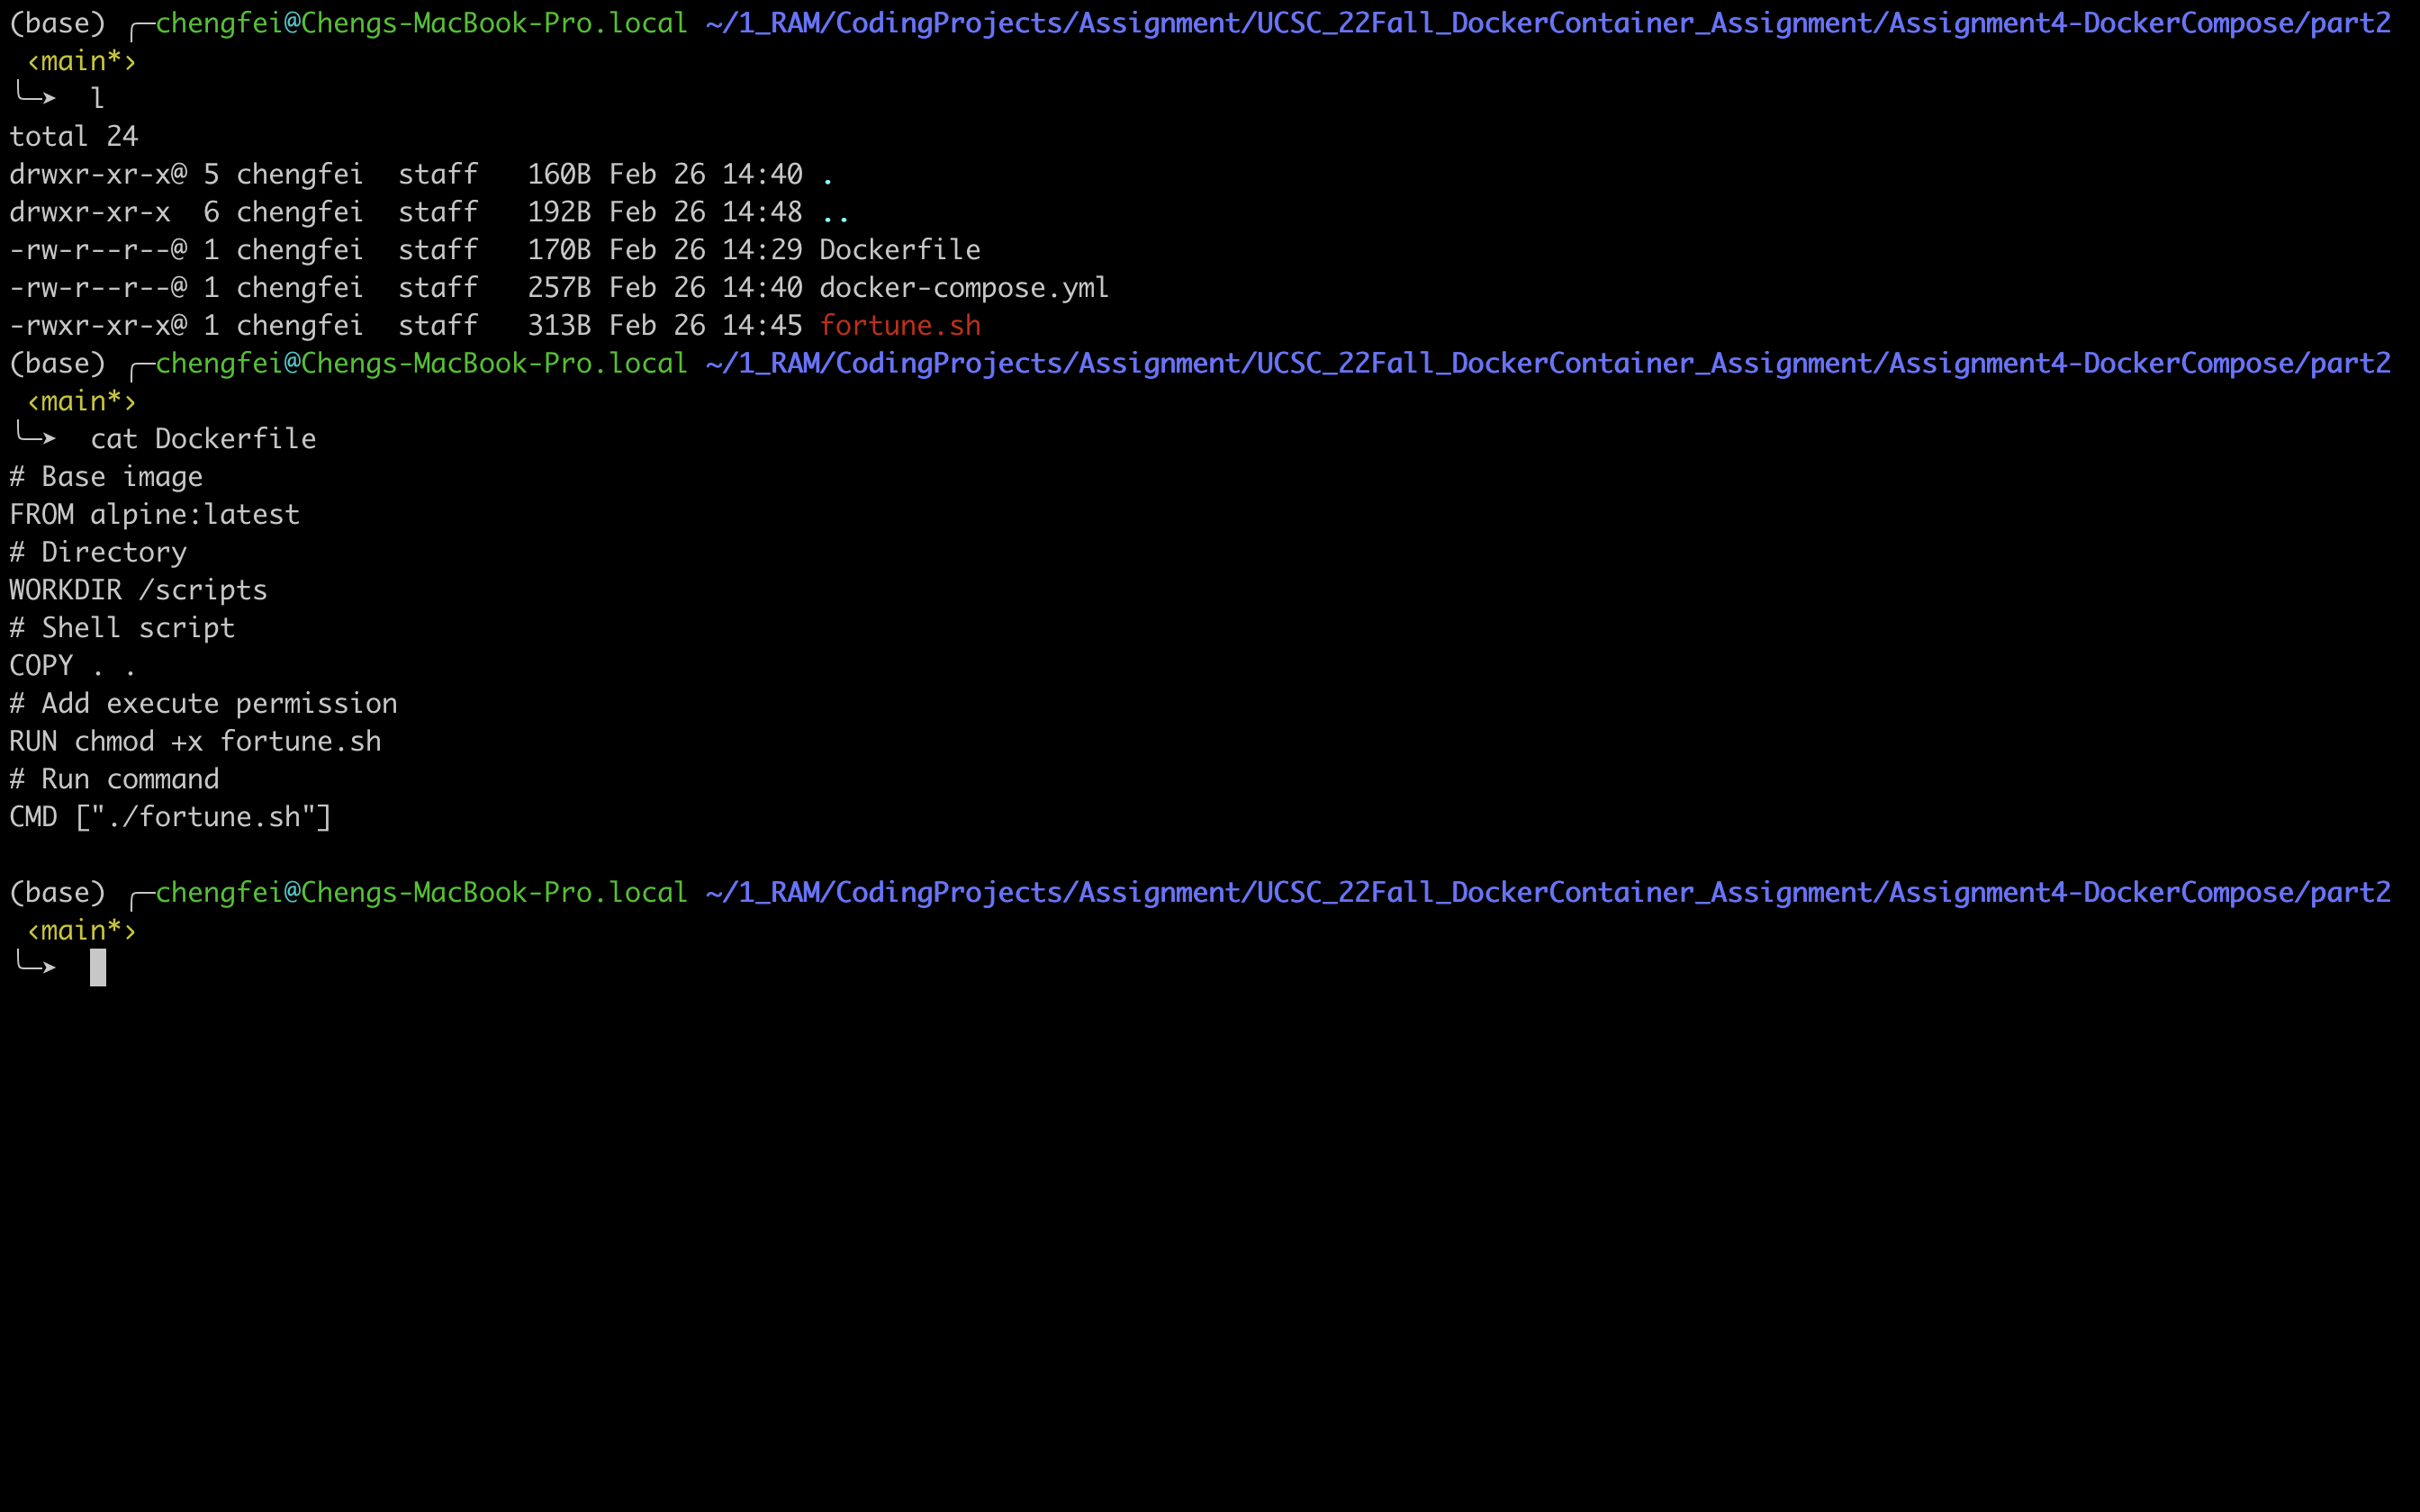 (base) ╭─chengfei@Chengs-MacBook-Pro.local ~/1_RAM/CodingProjects/Assignment/UCSC_22Fall_DockerContainer_Assignment/Assignment4-DockerCompose/part2
‹main*›
╰─➤  l
total 24
drwxr-xr-x@ 5 chengfei  staff   160B Feb 26 14:40 .
drwxr-xr-x  6 chengfei  staff   192B Feb 26 14:48 ..
-rw-r--r--@ 1 chengfei  staff   170B Feb 26 14:29 Dockerfile
-rw-r--r--@ 1 chengfei  staff   257B Feb 26 14:40 docker-compose.yml
-rwxr-xr-x@ 1 chengfei  staff   313B Feb 26 14:45 fortune.sh
(base) ╭─chengfei@Chengs-MacBook-Pro.local ~/1_RAM/CodingProjects/Assignment/UCSC_22Fall_DockerContainer_Assignment/Assignment4-DockerCompose/part2
‹main*›
╰─➤  cat Dockerfile
# Base image
FROM alpine:latest
# Directory
WORKDIR /scripts
# Shell script
COPY . .
# Add execute permission
RUN chmod +x fortune.sh
# Run command
CMD ["./fortune.sh"]
(base) ╭─chengfei@Chengs-MacBook-Pro.local ~/1_RAM/CodingProjects/Assignment/UCSC_22Fall_DockerContainer_Assignment/Assignment4-DockerCompose/part2
‹main*›
╰─➤